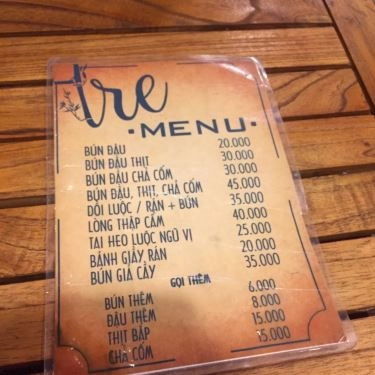 tre
MENU
BÚN ĐẬU 20.000
BÚN ĐẬU THỊT 30.000
BÚN ĐẬU CHẢ CỐM 30.000
BÚN ĐẬU, THỊT, CHẢ CỐM 45.000
DỒI LUỘC / RÁN + BÚN 35.000
LÒNG THẬP CẨM 40.000
TAI HEO LUỘC NGŨ VỊ 25.000
BÁNH GIẦY RÁN 20.000
BÚN GIẢ CẦY 35.000
GỌI THÊM
BÚN THÊM 6.000
ĐẬU THÊM 8.000
THỊT BẮP 15.000
CHẢ CỐM 15.000